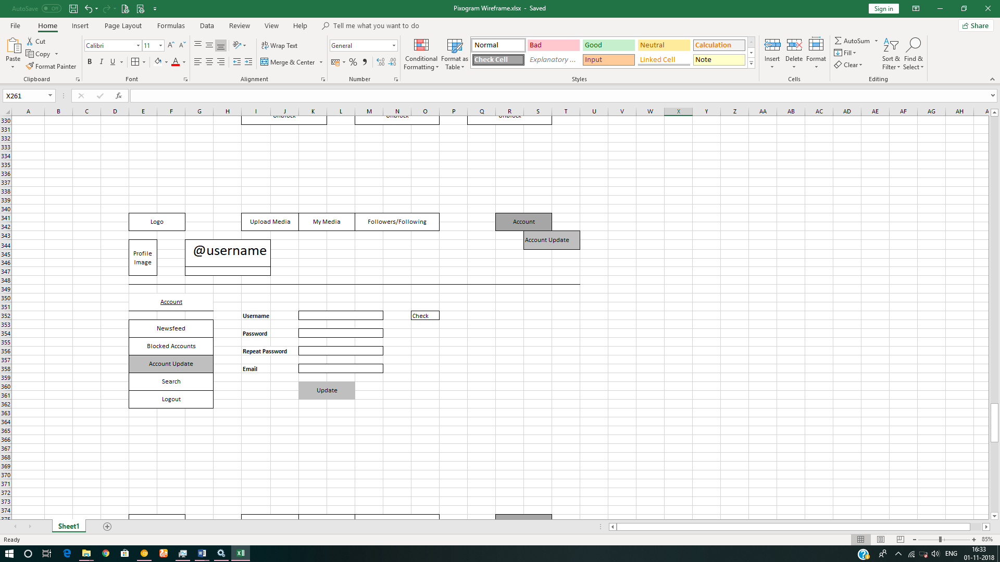 AutoSave Off
Pixogram Wireframe.xlsx - Saved
Sign in
File Home Insert Page Layout Formulas Data Review View Help Tell me what you want to do Share
Paste
Cut
Copy
Format Painter
Clipboard
Calibri 11
B I U
Font
Wrap Text
Merge & Center
Alignment
General
Number
Conditional Formatting
Format as Table
Normal Bad Good Neutral Calculation
Check Cell Explanatory ... Input Linked Cell Note
Styles
Insert Delete Format
Cells
AutoSum
Fill
Clear
Sort & Filter
Find & Select
Editing
X261
fx
A B C D E F G H I J K L M N O P Q R S T U V W X Y Z AA AB AC AD AE AF AG AH A
330 Unblock Unblock Unblock
331
332
333
334
335
336
337
338
339
340
341
342
343
344
345
346
347
348
349
350
351
352
353
354
355
356
357
358
359
360
361
362
363
364
365
366
367
368
369
370
371
372
373
374
375
Logo
Upload Media My Media Followers/Following
Account
Account Update
Profile
Image
@username
Account
Newsfeed
Blocked Accounts
Account Update
Search
Logout
Username Check
Password
Repeat Password
Email
Update
Sheet1
Ready
85%
ENG
16:33
01-11-2018